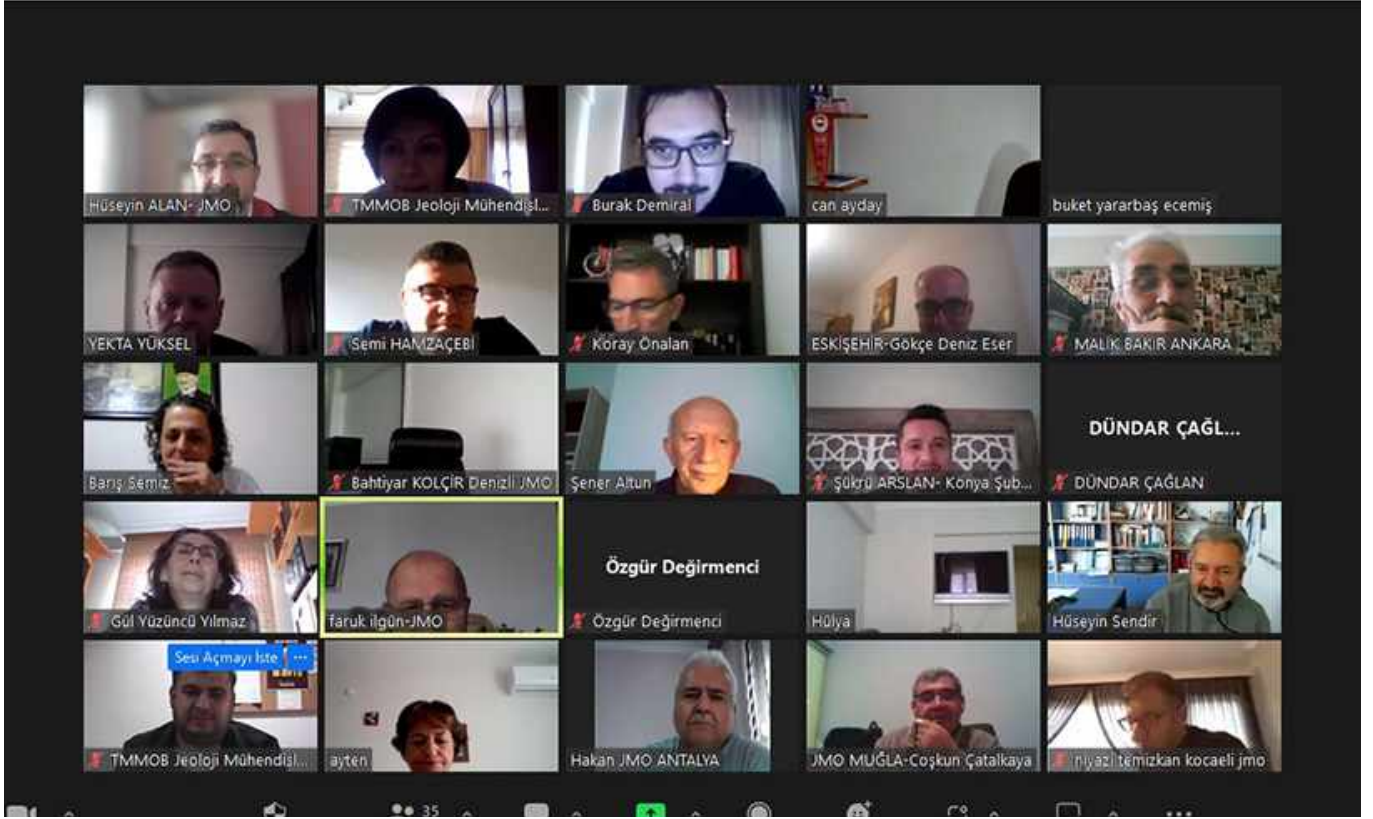 Hüseyin ALAN- JMO
TMMOB Jeoloji Mühendisl...
Burak Demiral
can ayday
buket yararbaş ecemiş
YEKTA YÜKSEL
Semi HAMZAÇEBİ
Koray Önalan
ESKİŞEHİR-Gökçe Deniz Eser
MALİK BAKIR ANKARA
Barış Semiz
Bahtiyar KOLÇİR Denizli JMO
Şener Altun
Şükrü ARSLAN- Konya Şub...
DÜNDAR ÇAĞL...
DÜNDAR ÇAĞLAN
Gül Yüzüncü Yılmaz
faruk ilgün-JMO
Özgür Değirmenci
Özgür Değirmenci
Hülya
Hüseyin Sendir
Sesi Açmayı İste ...
TMMOB Jeoloji Mühendisl...
ayten
Hakan JMO ANTALYA
JMO MUĞLA-Coşkun Çatalkaya
niyazi temizkan kocaeli jmo
35